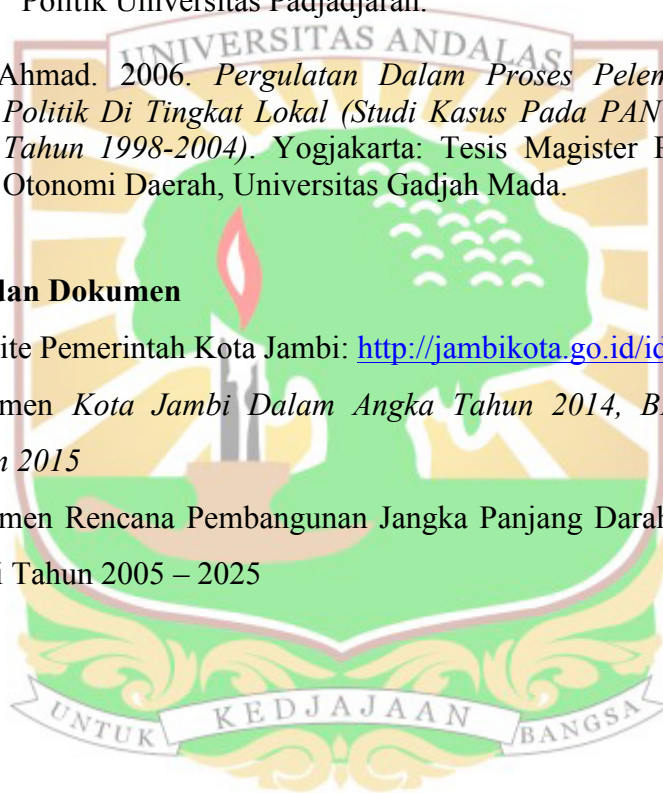 Politik Universitas Padjadjaran.
UNIVERSITAS ANDALAS
Ahmad. 2006. Pergulatan Dalam Proses
Politik Di Tingkat Lokal (Studi Kasus Pada PAN
Tahun 1998-2004). Yogjakarta: Tesis Magister
Otonomi Daerah, Universitas Gadjah Mada.
dan Dokumen
ite Pemerintah Kota Jambi: http://jambikota.go.id/id
men Kota Jambi Dalam Angka Tahun 2014,
n 2015
men Rencana Pembangunan Jangka Panjang Darah
i Tahun 2005 – 2025
UNTUK KEDJAJAAN BANGSA